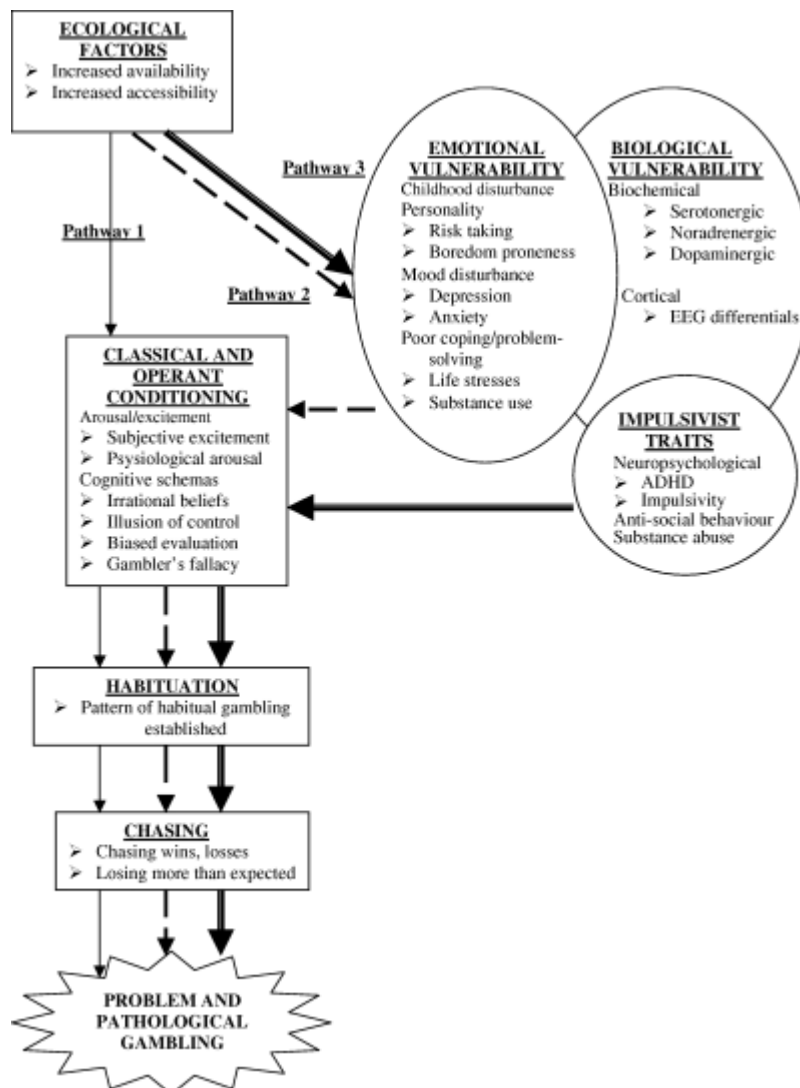 ECOLOGICAL
FACTORS
➢ Increased availability
➢ Increased accessibility
Pathway 1
Pathway 2
Pathway 3
EMOTIONAL
VULNERABILITY
Childhood disturbance
Personality
➢ Risk taking
➢ Boredom proneness
Mood disturbance
➢ Depression
➢ Anxiety
Poor coping/problem-
solving
➢ Life stresses
➢ Substance use
BIOLOGICAL
VULNERABILITY
Biochemical
➢ Serotonergic
➢ Noradrenergic
➢ Dopaminergic
Cortical
➢ EEG differentials
IMPULSIVIST
TRAITS
Neuropsychological
➢ ADHD
➢ Impulsivity
Anti-social behaviour
Substance abuse
CLASSICAL AND
OPERANT
CONDITIONING
Arousal/excitement
➢ Subjective excitement
➢ Psysiological arousal
Cognitive schemas
➢ Irrational beliefs
➢ Illusion of control
➢ Biased evaluation
➢ Gambler's fallacy
HABITUATION
➢ Pattern of habitual gambling
established
CHASING
➢ Chasing wins, losses
➢ Losing more than expected
PROBLEM AND
PATHOLOGICAL
GAMBLING